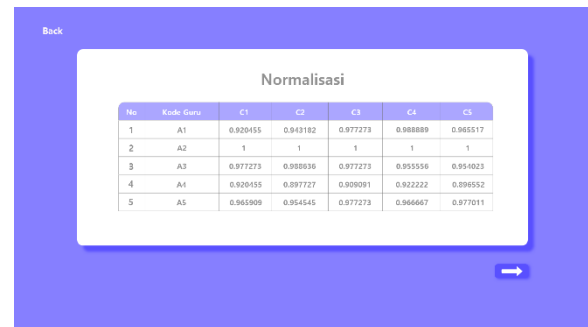 Back
Normalisasi
No Kode Guru C1 C2 C3 C4 C5
1 A1 0.920455 0.943182 0.977273 0.988889 0.965517
2 A2 1 1 1 1 1
3 A3 0.977273 0.988636 0.977273 0.955556 0.954023
4 A4 0.920455 0.897727 0.909091 0.922222 0.896552
5 A5 0.965909 0.954545 0.977273 0.966667 0.977011